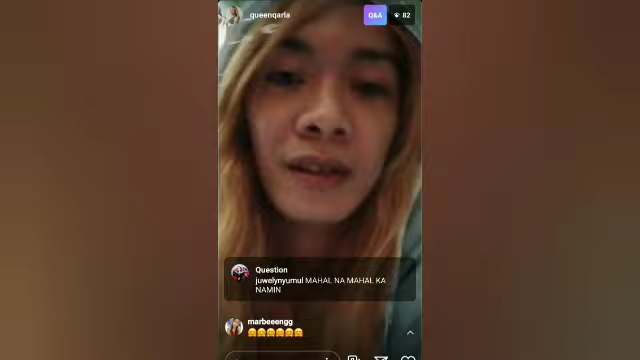 _queenqarla
Q&A
82
Question
juwelynyumul MAHAL NA MAHAL KA
NAMIN
marbeeengg
🤗🤗🤗🤗🤗🤗